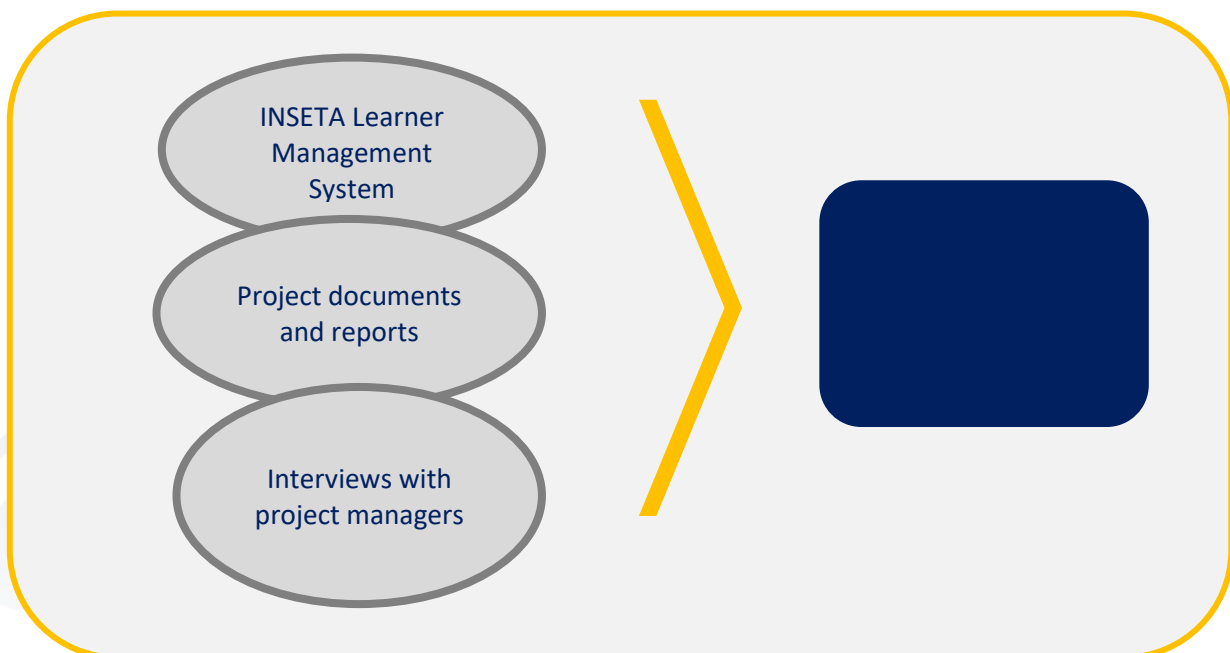 INSETA Learner
Management
System
Project documents
and reports
Interviews with
project managers